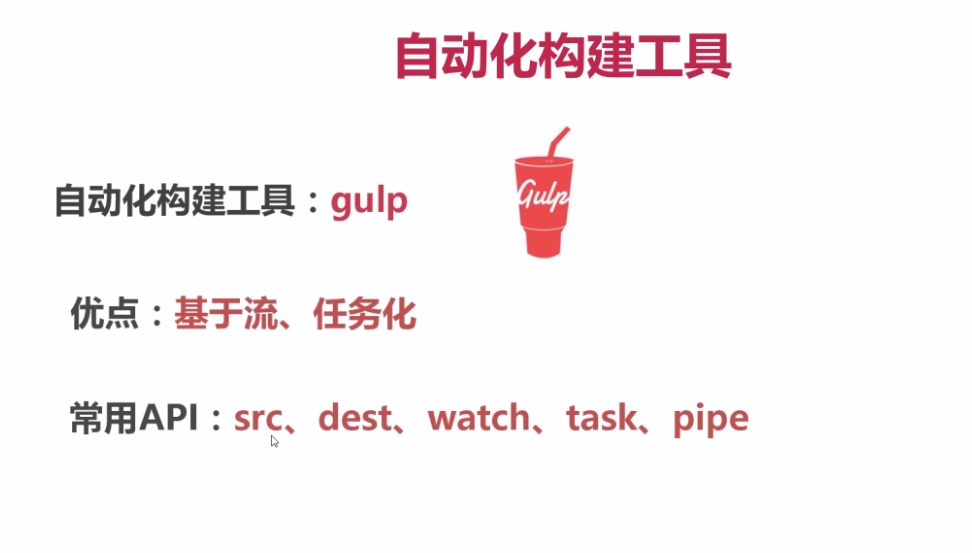 自动化构建工具
Gulp
自动化构建工具：gulp
优点：基于流、任务化
常用API：src、dest、watch、task、pipe